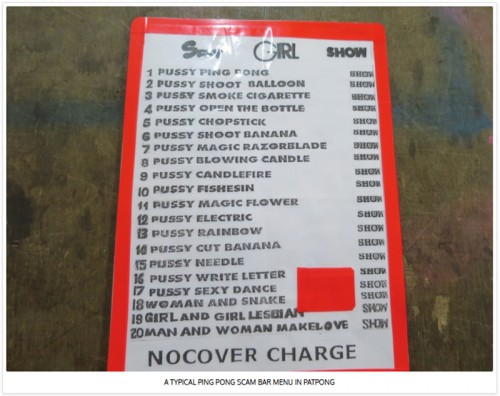 GIRL SHOW
1 PUSSY PING PONG SHOW
2 PUSSY SHOOT BALLOON SHOW
3 PUSSY SMOKE CIGARETTE SHOW
4 PUSSY OPEN THE BOTTLE SHOW
5 PUSSY CHOPSTICK SHOW
6 PUSSY SHOOT BANANA SHOW
7 PUSSY MAGIC RAZORBLADE SHOW
8 PUSSY BLOWING CANDLE SHOW
9 PUSSY CANDLEFIRE SHOW
10 PUSSY FISHESIN SHOW
11 PUSSY MAGIC FLOWER SHOW
12 PUSSY ELECTRIC SHOW
13 PUSSY RAINBOW SHOW
14 PUSSY CUT BANANA SHOW
15 PUSSY NEEDLE SHOW
16 PUSSY WRITE LETTER SHOW
17 PUSSY SEXY DANCE SHOW
18 WOMAN AND SNAKE SHOW
19 GIRL AND GIRL LESBIAN SHOW
20 MAN AND WOMAN MAKELOVE SHOW
NOCOVER CHARGE
A TYPICAL PING PONG SCAM BAR MENU IN PATPONG